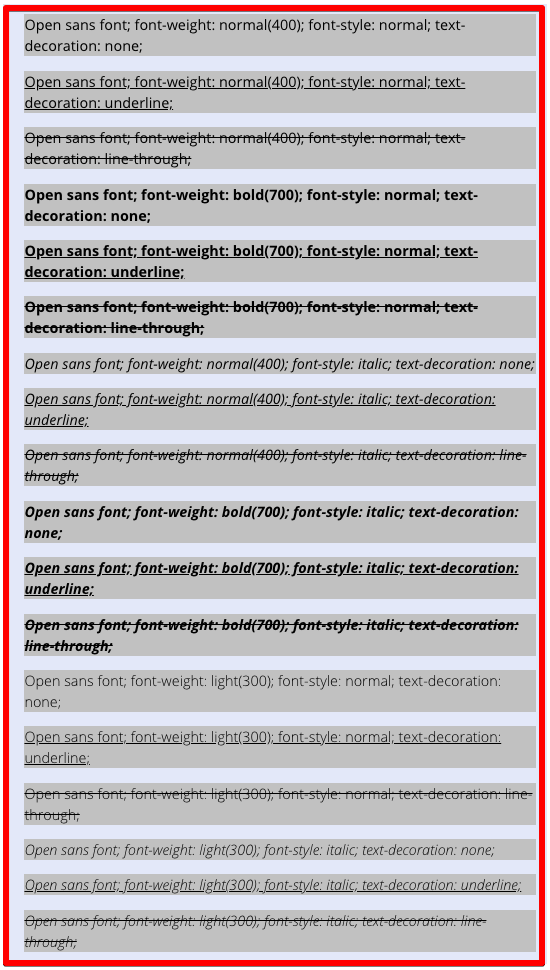 Open sans font; font-weight: normal(400); font-style: normal; text-
decoration: none;
Open sans font; font-weight: normal(400); font-style: normal; text-
decoration: underline;
Open sans font; font-weight: normal(400); font-style: normal; text-
decoration: line-through;
Open sans font; font-weight: bold(700); font-style: normal; text-
decoration: none;
Open sans font; font-weight: bold(700); font-style: normal; text-
decoration: underline;
Open sans font; font-weight: bold(700); font-style: normal; text-
decoration: line-through;
Open sans font; font-weight: normal(400); font-style: italic; text-decoration: none;
Open sans font; font-weight: normal(400); font-style: italic; text-decoration:
underline;
Open sans font; font-weight: normal(400); font-style: italic; text-decoration: line-
through;
Open sans font; font-weight: bold(700); font-style: italic; text-decoration:
none;
Open sans font; font-weight: bold(700); font-style: italic; text-decoration:
underline;
Open sans font; font-weight: bold(700); font-style: italic; text-decoration:
line-through;
Open sans font; font-weight: light(300); font-style: normal; text-decoration:
none;
Open sans font; font-weight: light(300); font-style: normal; text-decoration:
underline;
Open sans font; font-weight: light(300); font-style: normal; text-decoration: line-
through;
Open sans font; font-weight: light(300); font-style: italic; text-decoration: none;
Open sans font; font-weight: light(300); font-style: italic; text-decoration: underline;
Open sans font; font-weight: light(300); font-style: italic; text-decoration: line-
through;